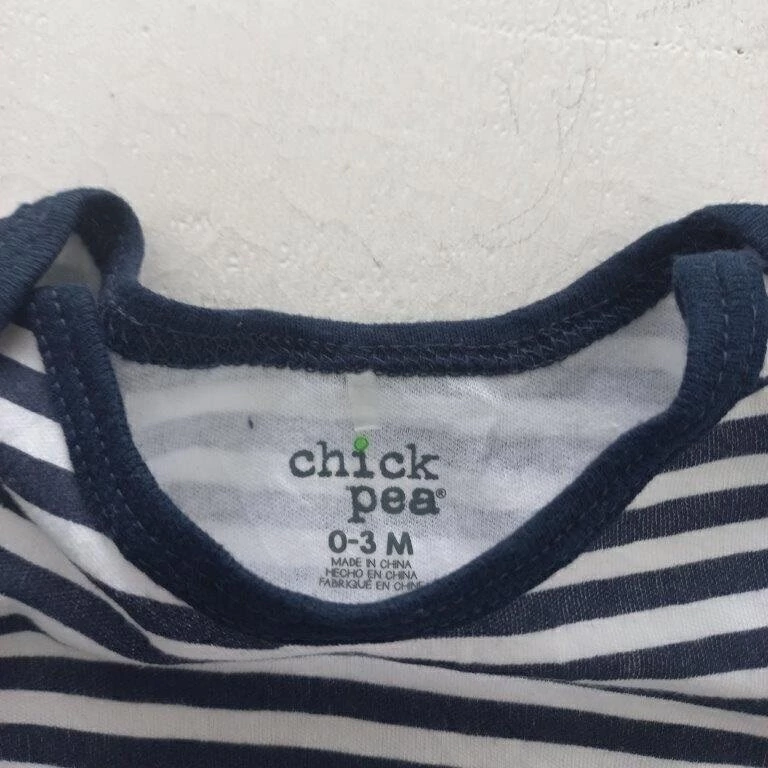 chick
pea®
0-3 M
MADE IN CHINA
HECHO EN CHINA
FABRIQUÉ EN CHINE